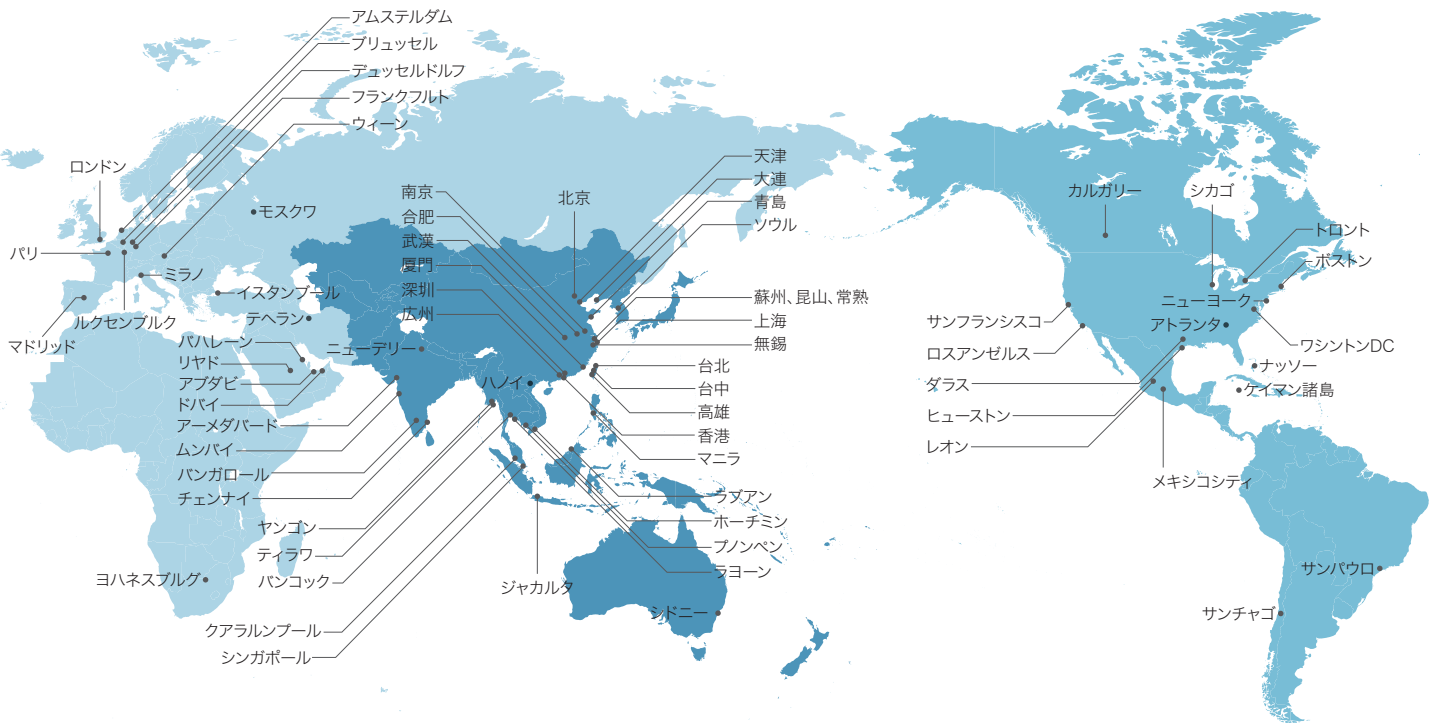 アムステルダム
ブリュッセル
デュッセルドルフ
フランクフルト
ウィーン
ロンドン
モスクワ
パリ
ミラノ
イスタンブール
ルクセンブルク
マドリッド
テヘラン
バハレーン
リヤド
アブダビ
ドバイ
ニューデリー
アーメダバード
ムンバイ
バンガロール
チェンナイ
ヤンゴン
ティラワ
バンコック
ヨハネスブルグ
クアラルンプール
シンガポール
南京
合肥
武漢
厦門
深圳
広州
北京
天津
大連
青島
ソウル
蘇州、昆山、常熟
上海
無錫
台北
台中
高雄
香港
マニラ
ハノイ
ラブアン
ホーチミン
プノンペン
ラヨーン
ジャカルタ
シドニー
カルガリー
シカゴ
トロント
ボストン
ニューヨーク
アトランタ
ワシントンDC
サンフランシスコ
ロスアンゼルス
ダラス
ヒューストン
レオン
ナッソー
ケイマン諸島
メキシコシティ
サンパウロ
サンチャゴ